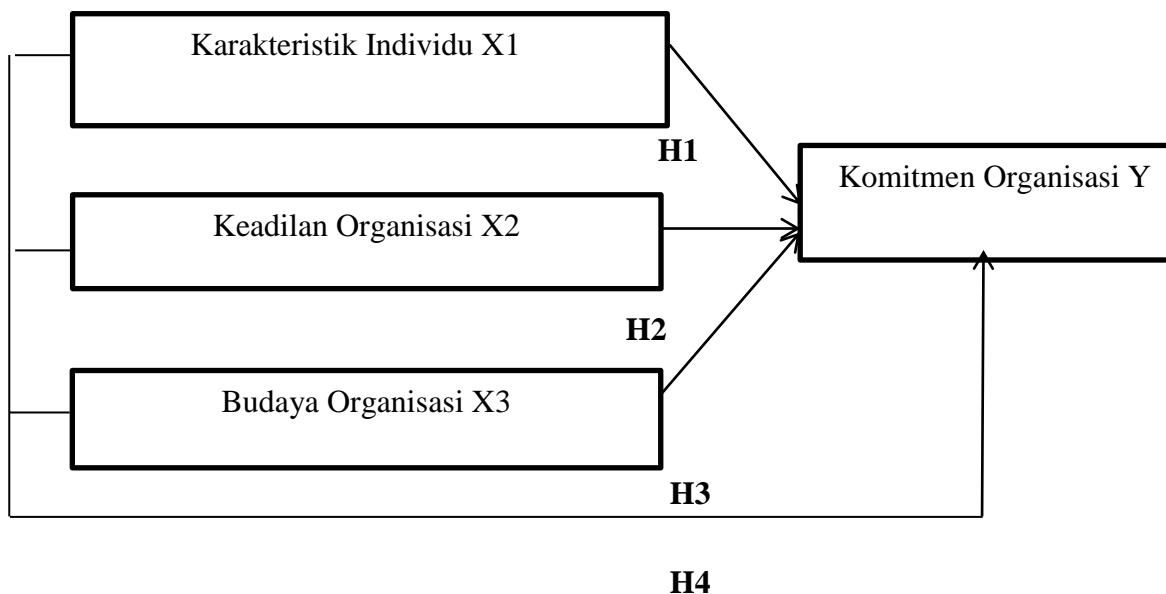 Karakteristik Individu X1
H1
Komitmen Organisasi Y
Keadilan Organisasi X2
H2
Budaya Organisasi X3
H3
H4